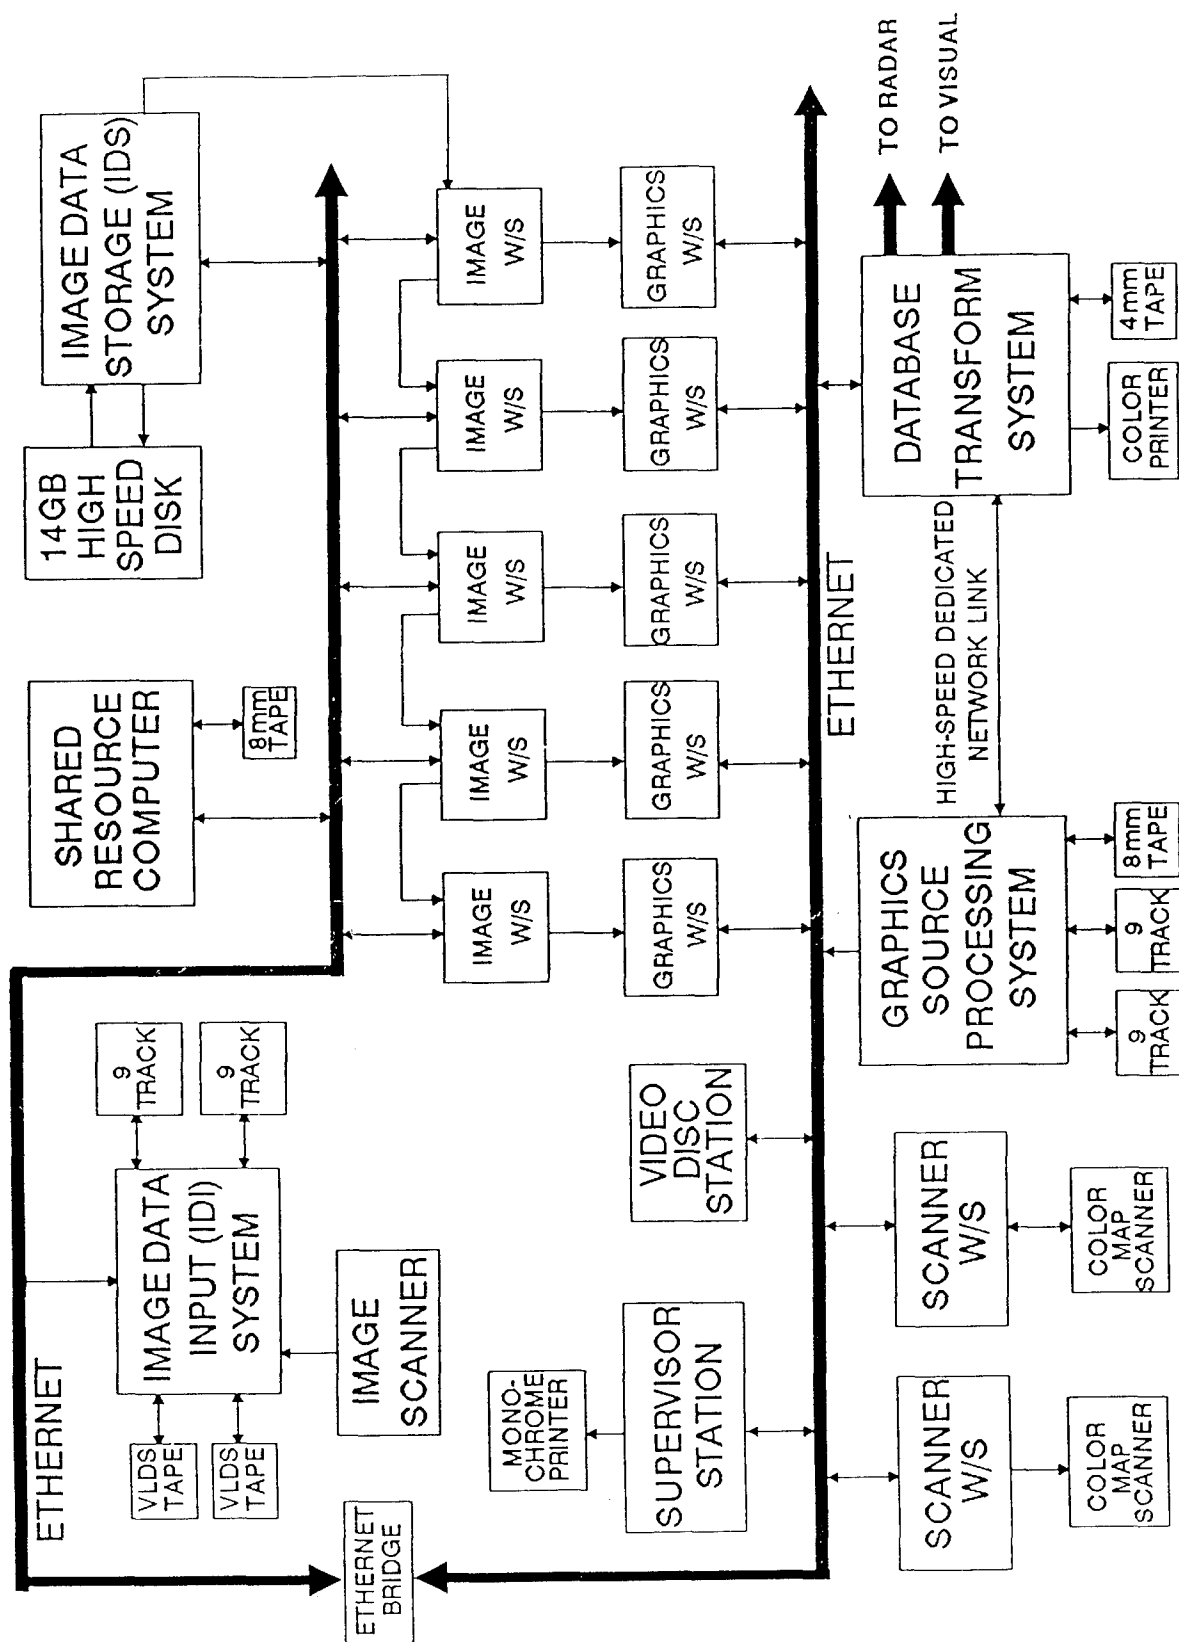 ETHERNET
VLDS
TAPE
VLDS
TAPE
IMAGE DATA
INPUT (IDI)
SYSTEM
9
TRACK
9
TRACK
IMAGE
SCANNER
ETHERNET
BRIDGE
SHARED
RESOURCE
COMPUTER
8mm
TAPE
14GB
HIGH
SPEED
DISK
IMAGE DATA
STORAGE (IDS)
SYSTEM
IMAGE
W/S
IMAGE
W/S
IMAGE
W/S
IMAGE
W/S
IMAGE
W/S
GRAPHICS
W/S
GRAPHICS
W/S
GRAPHICS
W/S
GRAPHICS
W/S
GRAPHICS
W/S
MONO-
CHROME
PRINTER
SUPERVISOR
STATION
VIDEO
DISC
STATION
ETHERNET
SCANNER
W/S
SCANNER
W/S
COLOR
MAP
SCANNER
COLOR
MAP
SCANNER
GRAPHICS
SOURCE
PROCESSING
SYSTEM
9
TRACK
9
TRACK
8mm
TAPE
HIGH-SPEED DEDICATED
NETWORK LINK
DATABASE
TRANSFORM
SYSTEM
COLOR
PRINTER
4mm
TAPE
TO RADAR
TO VISUAL